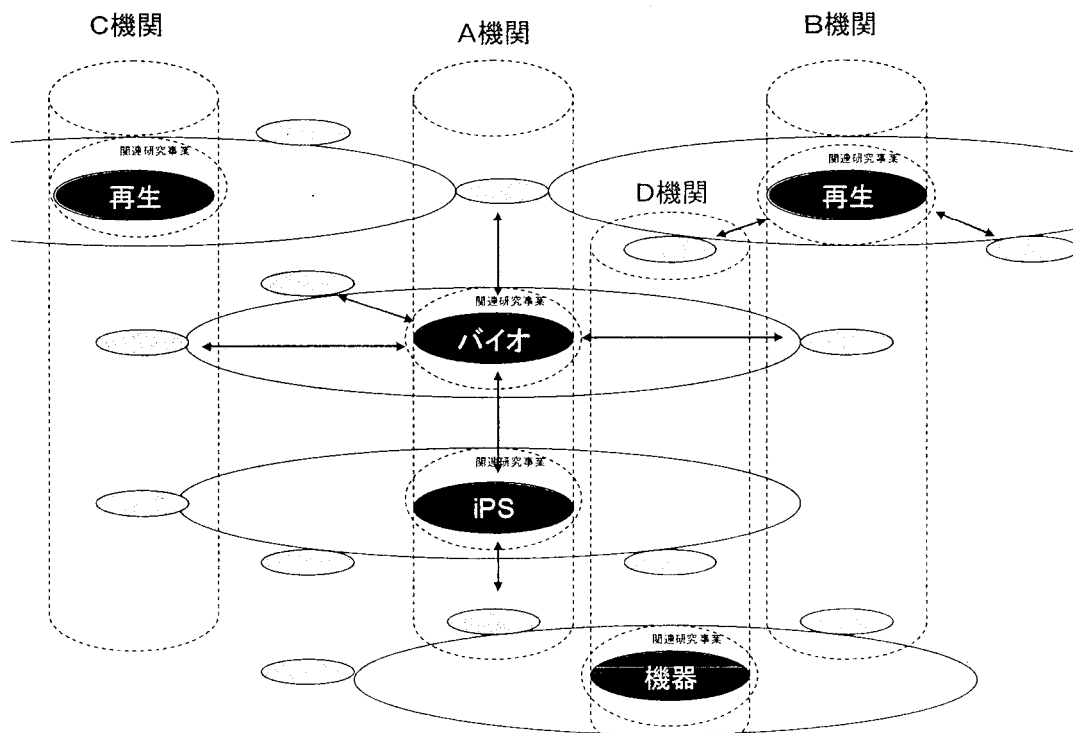 C機関
A機関
B機関
関連研究事業
再生
D機関
関連研究事業
再生
関連研究事業
バイオ
関連研究事業
iPS
関連研究事業
機器